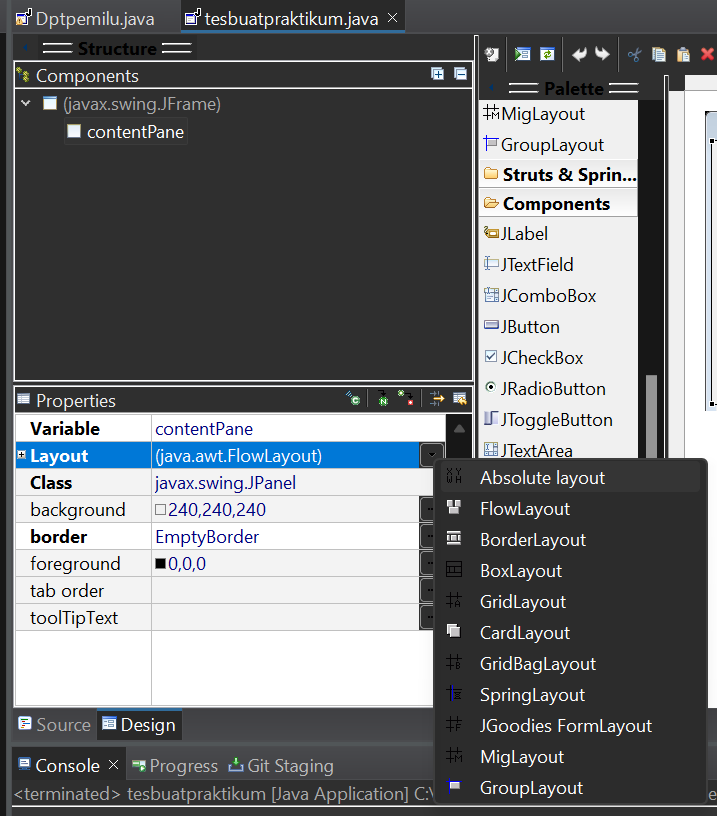 Dptpemilu.java
tesbuatpraktikum.java
Structure
Components
(javax.swing.JFrame)
contentPane
Properties
Variable contentPane
Layout (java.awt.FlowLayout)
Class javax.swing.JPanel
background 240,240,240
border EmptyBorder
foreground 0,0,0
tab order
toolTipText
Source
Design
Palette
MigLayout
GroupLayout
Struts & Sprin...
Components
JLabel
JTextField
JComboBox
JButton
JCheckBox
JRadioButton
JToggleButton
JTextArea
Absolute layout
FlowLayout
BorderLayout
BoxLayout
GridLayout
CardLayout
GridBagLayout
SpringLayout
JGoodies FormLayout
MigLayout
GroupLayout
Console
Progress
Git Staging
<terminated> tesbuatpraktikum [Java Application] C:\